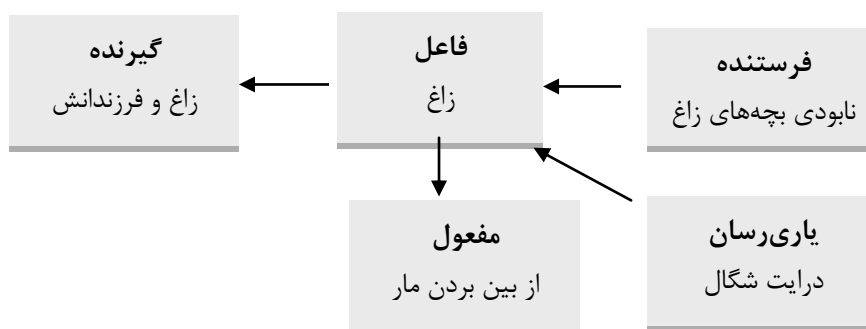 فرستنده
نابودی بچه‌های زاغ
فاعل
زاغ
گیرنده
زاغ و فرزندانش
یاری‌رسان
درایت شگال
مفعول
از بین بردن مار